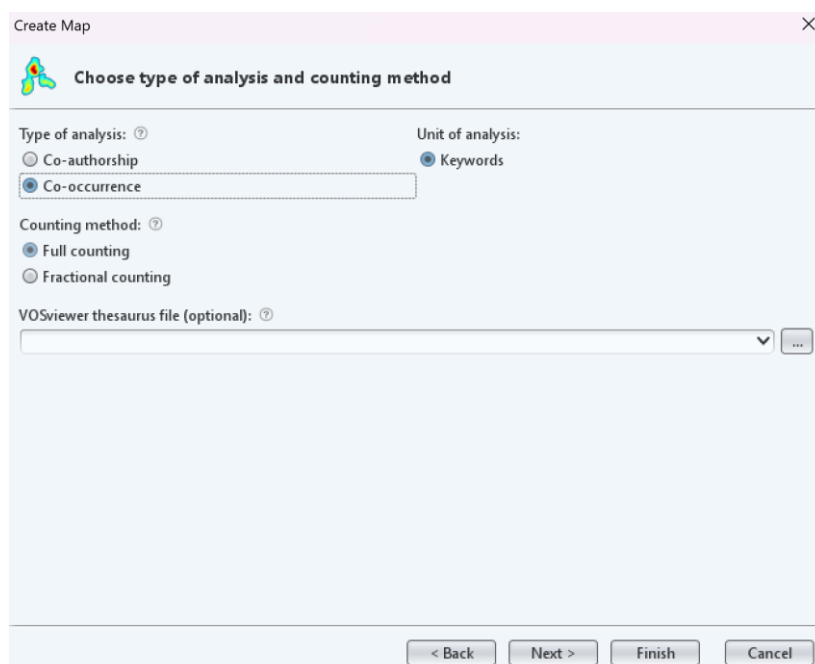 Create Map
Choose type of analysis and counting method
Type of analysis: ?
Unit of analysis:
Co-authorship
Keywords
Co-occurrence
Counting method: ?
Full counting
Fractional counting
VOSviewer thesaurus file (optional): ?
...
< Back
Next >
Finish
Cancel